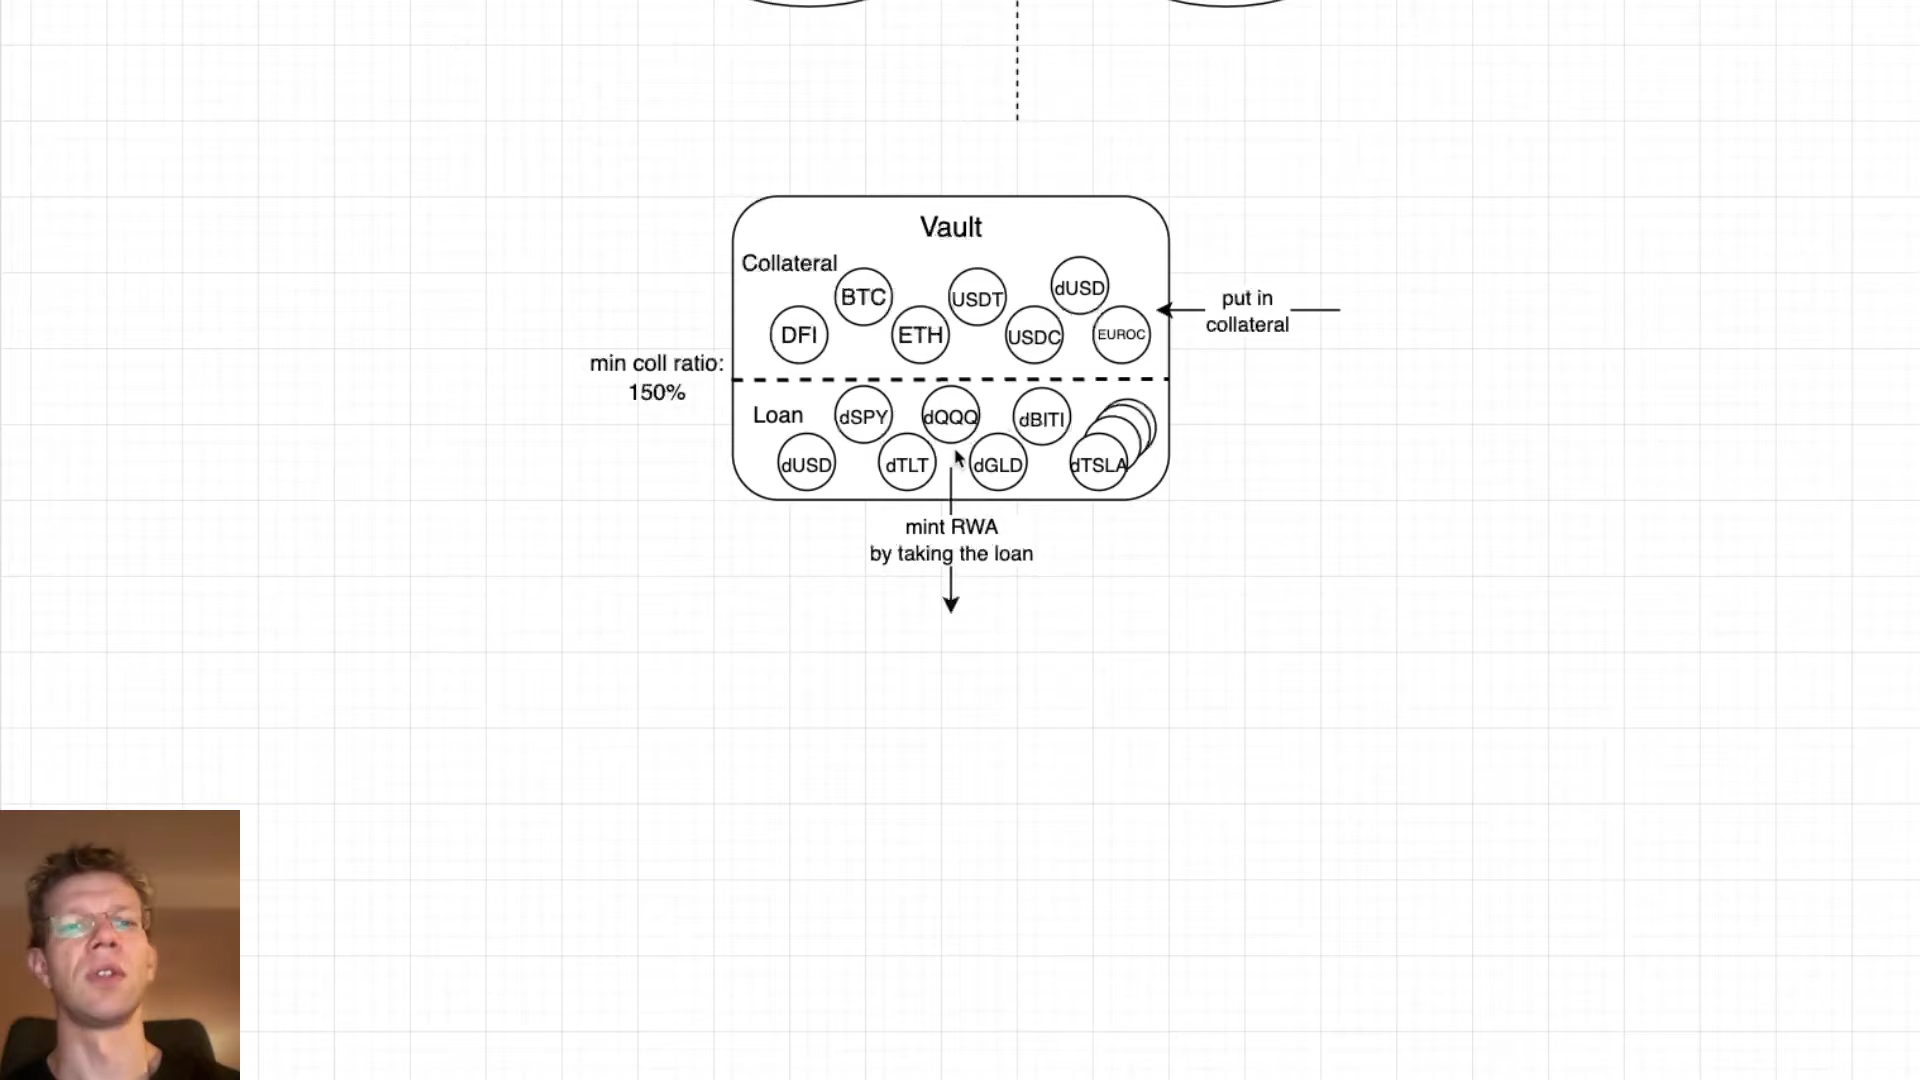 Vault
Collateral
BTC
USDT
dUSD
DFI
ETH
USDC
EUROC
put in
collateral
min coll ratio:
150%
Loan
dSPY
dQQQ
dBITI
dUSD
dTLT
dGLD
dTSLA
mint RWA
by taking the loan